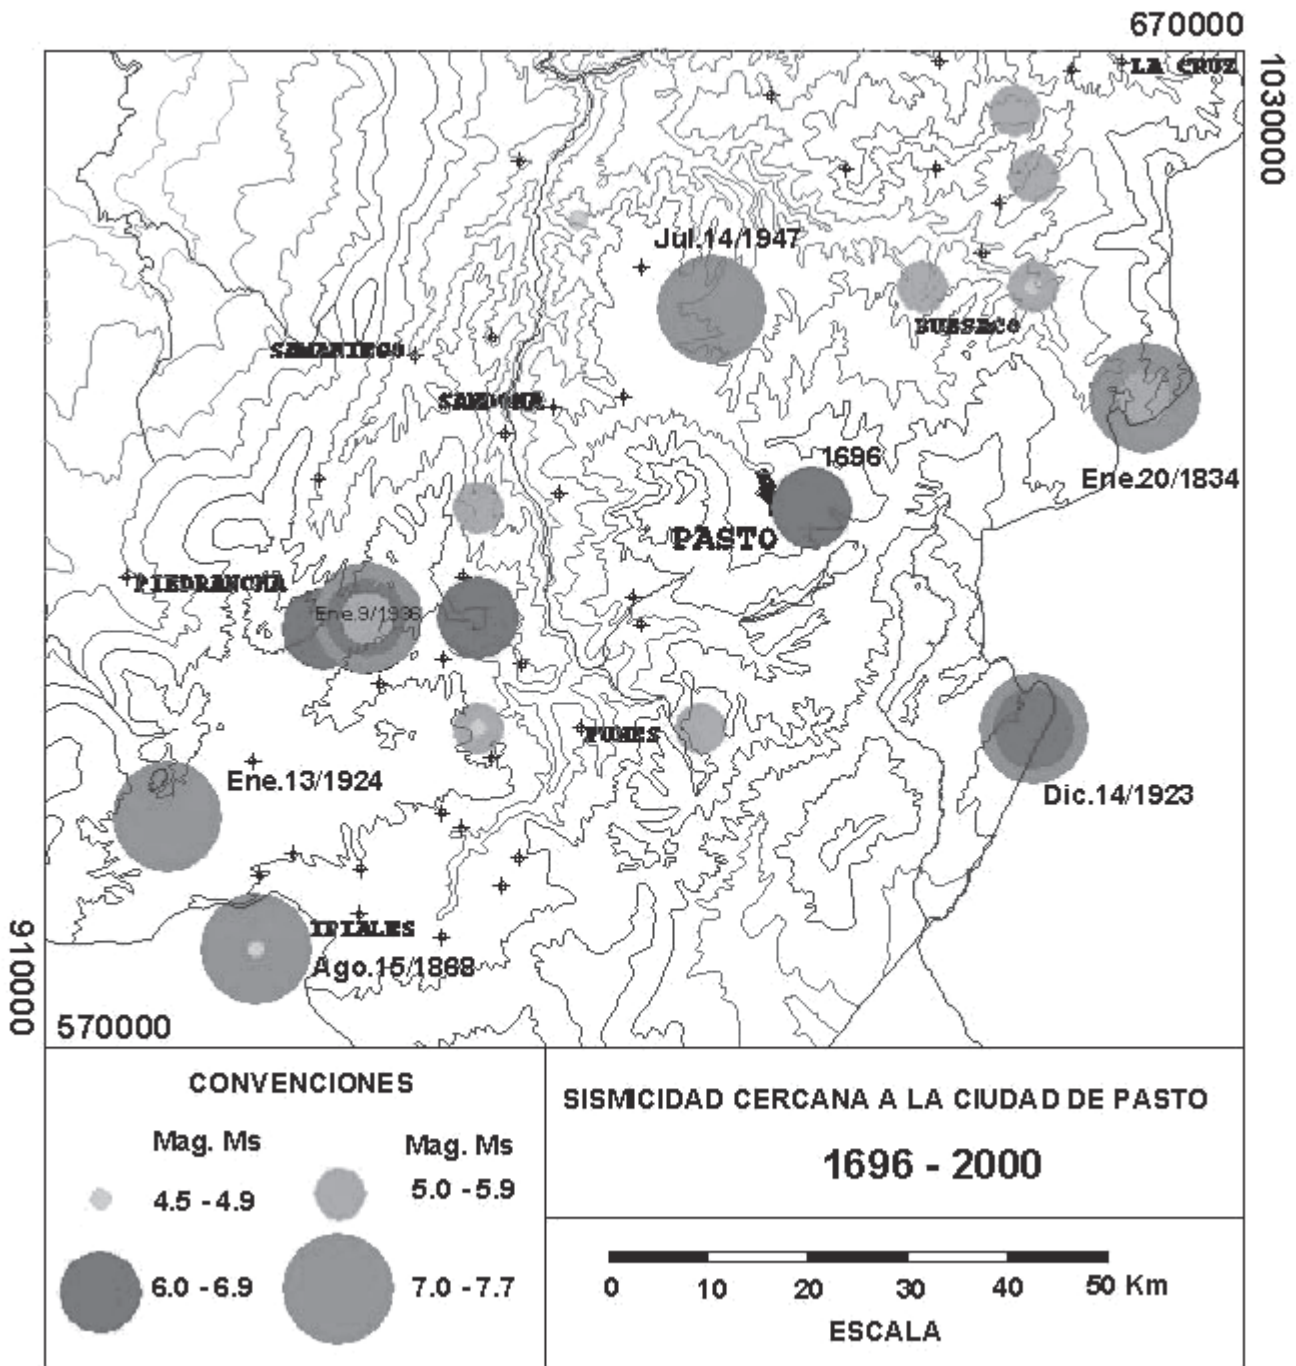 670000
1030000
LA CRUZ
Jul.14/1947
BUESACO
SAMANIEGO
SANDONA
1696
Ene.20/1834
PASTO
PIEDRANCHA
Ene.9/1936
FUNES
Ene.13/1924
Dic.14/1923
IPIALES
Ago.15/1868
910000
570000
CONVENCIONES
Mag. Ms
Mag. Ms
4.5 - 4.9
5.0 - 5.9
6.0 - 6.9
7.0 - 7.7
SISMICIDAD CERCANA A LA CIUDAD DE PASTO
1696 - 2000
0 10 20 30 40 50 Km
ESCALA